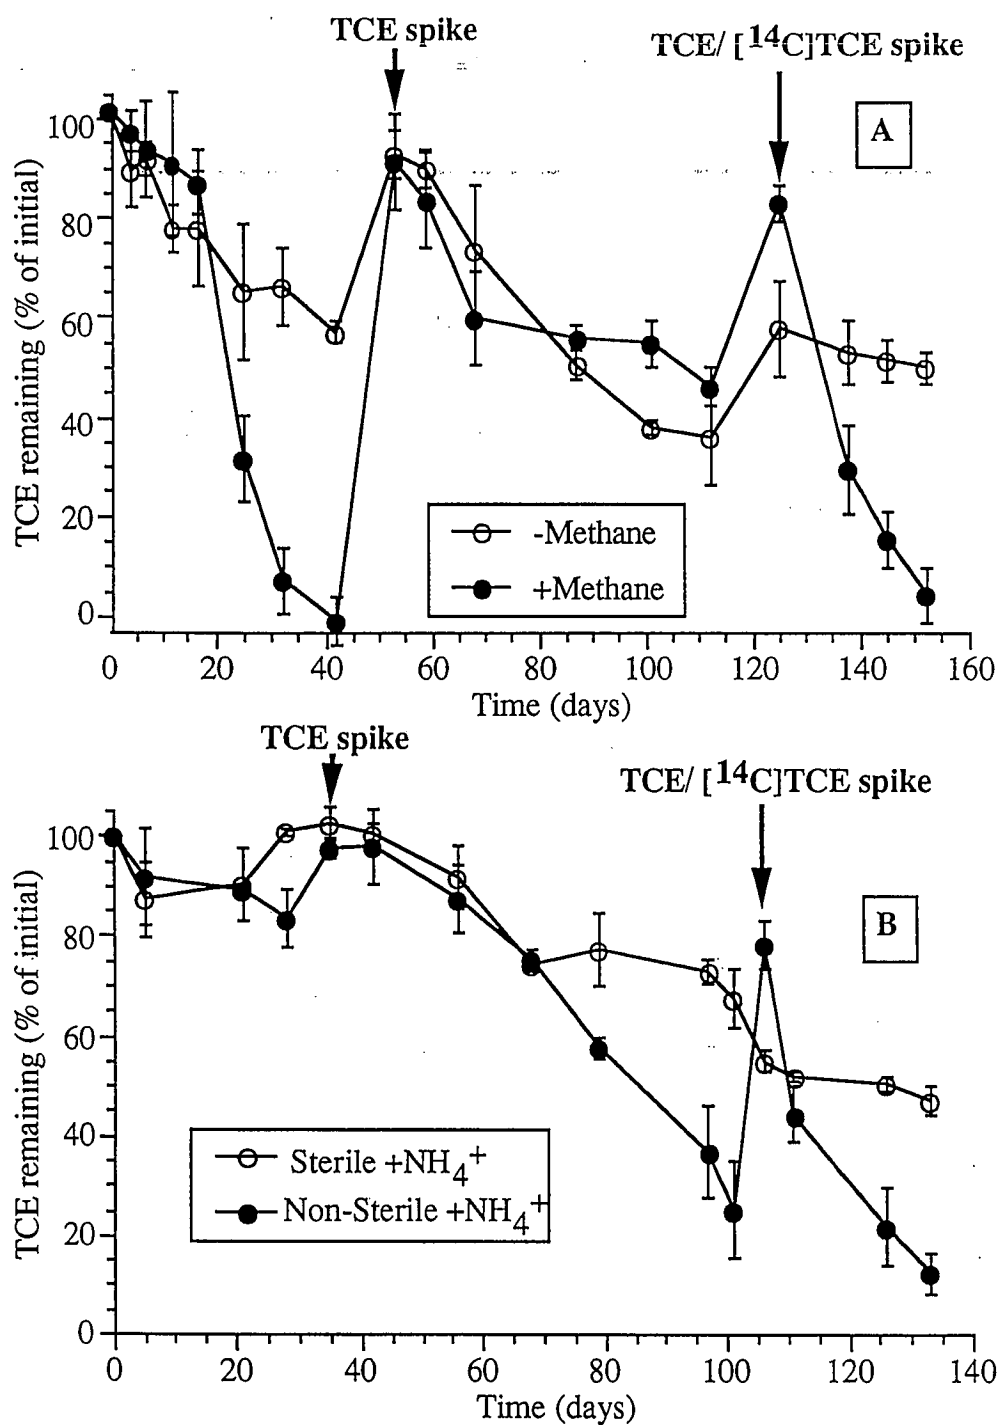 TCE spike
TCE/ [14C]TCE spike
A
TCE remaining (% of initial)
100
80
60
40
20
0
-Methane
+Methane
0 20 40 60 80 100 120 140 160
Time (days)
TCE spike
TCE/ [14C]TCE spike
B
TCE remaining (% of initial)
100
80
60
40
20
0
Sterile +NH4+
Non-Sterile +NH4+
0 20 40 60 80 100 120 140
Time (days)